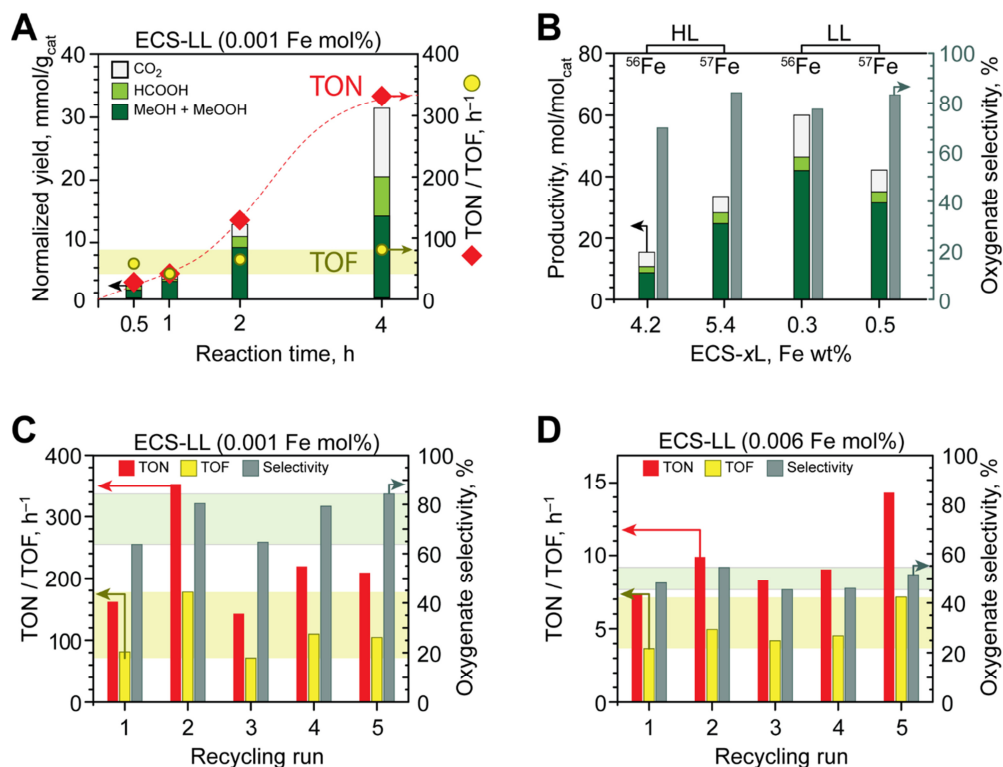 A
ECS-LL (0.001 Fe mol%)
Normalized yield, mmol/g_cat
40
30
20
10
0
CO₂
HCOOH
MeOH + MeOOH
TON
TOF
400
300
200
100
0
TON / TOF, h⁻¹
0.5 1 2 4
Reaction time, h
B
HL LL
⁵⁶Fe ⁵⁷Fe ⁵⁶Fe ⁵⁷Fe
Productivity, mol/mol_cat
80
60
40
20
0
100
80
60
40
20
0
Oxygenate selectivity, %
4.2 5.4 0.3 0.5
ECS-xL, Fe wt%
C
ECS-LL (0.001 Fe mol%)
TON TOF Selectivity
TON / TOF, h⁻¹
400
300
200
100
0
100
80
60
40
20
0
Oxygenate selectivity, %
1 2 3 4 5
Recycling run
D
ECS-LL (0.006 Fe mol%)
TON TOF Selectivity
TON / TOF, h⁻¹
15
10
5
0
100
80
60
40
20
0
Oxygenate selectivity, %
1 2 3 4 5
Recycling run